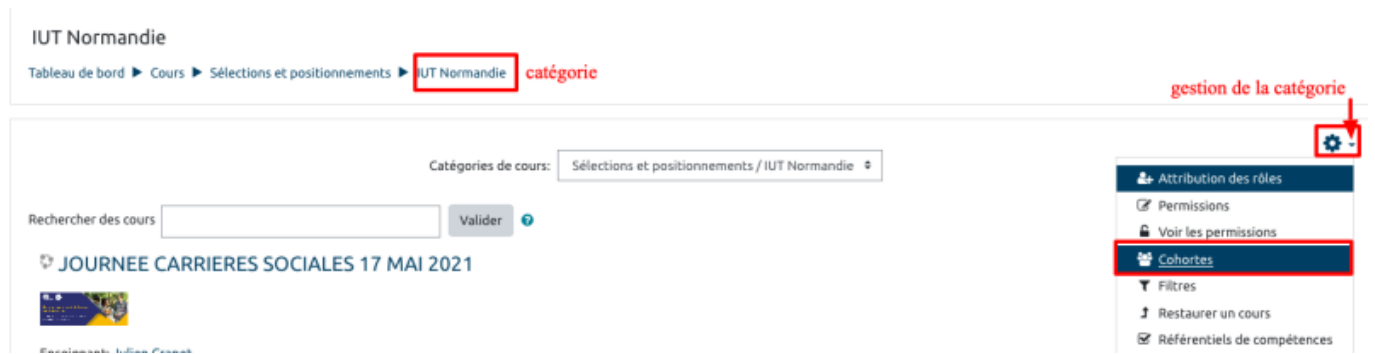 IUT Normandie
Tableau de bord ▶ Cours ▶ Sélections et positionnements ▶ IUT Normandie catégorie
gestion de la catégorie
Catégories de cours: Sélections et positionnements / IUT Normandie
Rechercher des cours Valider
JOURNEE CARRIERES SOCIALES 17 MAI 2021
Attribution des rôles
Permissions
Voir les permissions
Cohortes
Filtres
Restaurer un cours
Référentiels de compétences
Enseignant: Julien